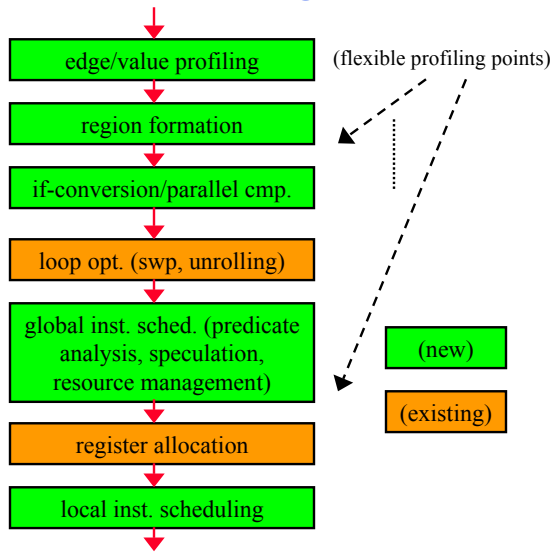 edge/value profiling
(flexible profiling points)
region formation
if-conversion/parallel cmp.
loop opt. (swp, unrolling)
global inst. sched. (predicate
analysis, speculation,
resource management)
(new)
(existing)
register allocation
local inst. scheduling